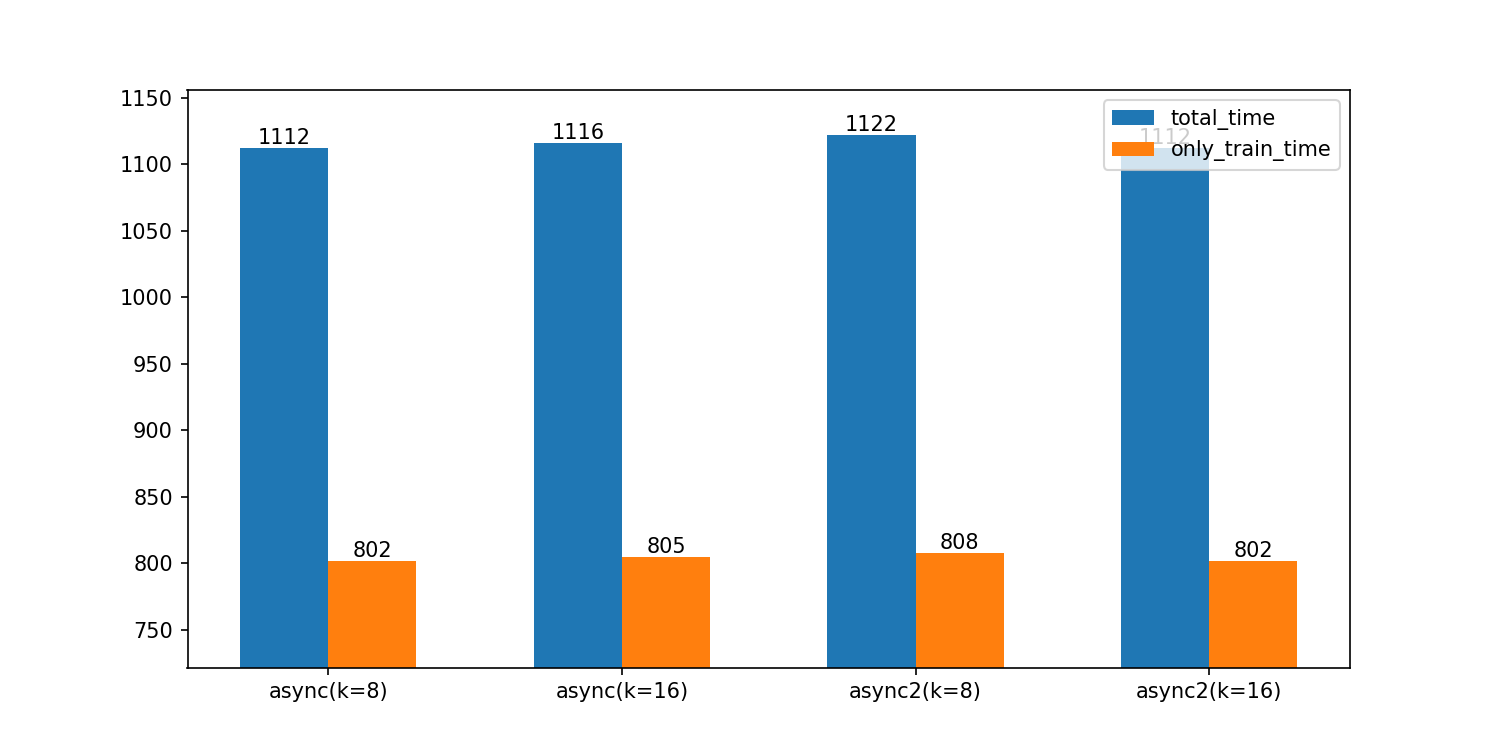 1150
1100
1050
1000
950
900
850
800
750
1112
1116
1122
1112
802
805
808
802
total_time
only_train_time
async(k=8)
async(k=16)
async2(k=8)
async2(k=16)